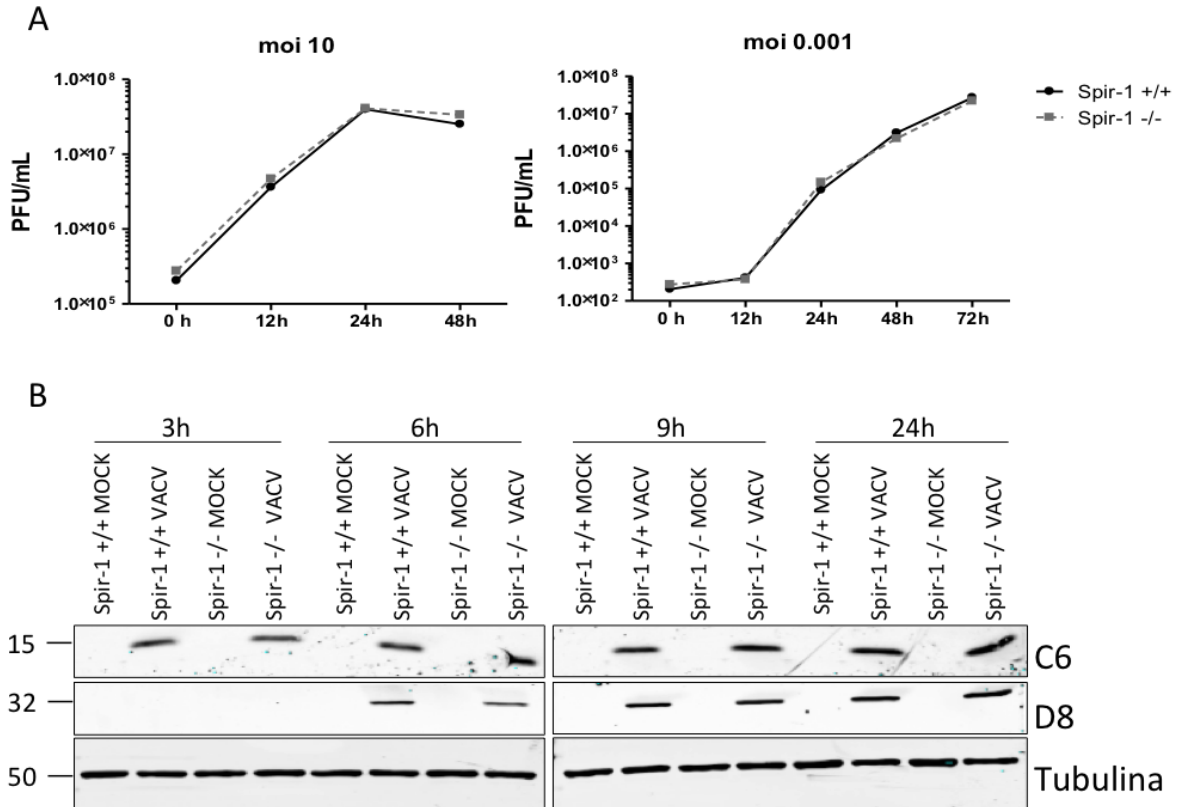 A
moi 10
1.0×10⁸
1.0×10⁷
1.0×10⁶
1.0×10⁵
PFU/mL
0 h 12h 24h 48h
moi 0.001
1.0×10⁸
1.0×10⁷
1.0×10⁶
1.0×10⁵
1.0×10⁴
1.0×10³
1.0×10²
PFU/mL
0 h 12h 24h 48h 72h
Spir-1 +/+
Spir-1 -/-
B
3h 6h 9h 24h
Spir-1 +/+ MOCK
Spir-1 +/+ VACV
Spir-1 -/- MOCK
Spir-1 -/- VACV
Spir-1 +/+ MOCK
Spir-1 +/+ VACV
Spir-1 -/- MOCK
Spir-1 -/- VACV
Spir-1 +/+ MOCK
Spir-1 +/+ VACV
Spir-1 -/- MOCK
Spir-1 -/- VACV
Spir-1 +/+ MOCK
Spir-1 +/+ VACV
Spir-1 -/- MOCK
Spir-1 -/- VACV
15 C6
32 D8
50 Tubulina